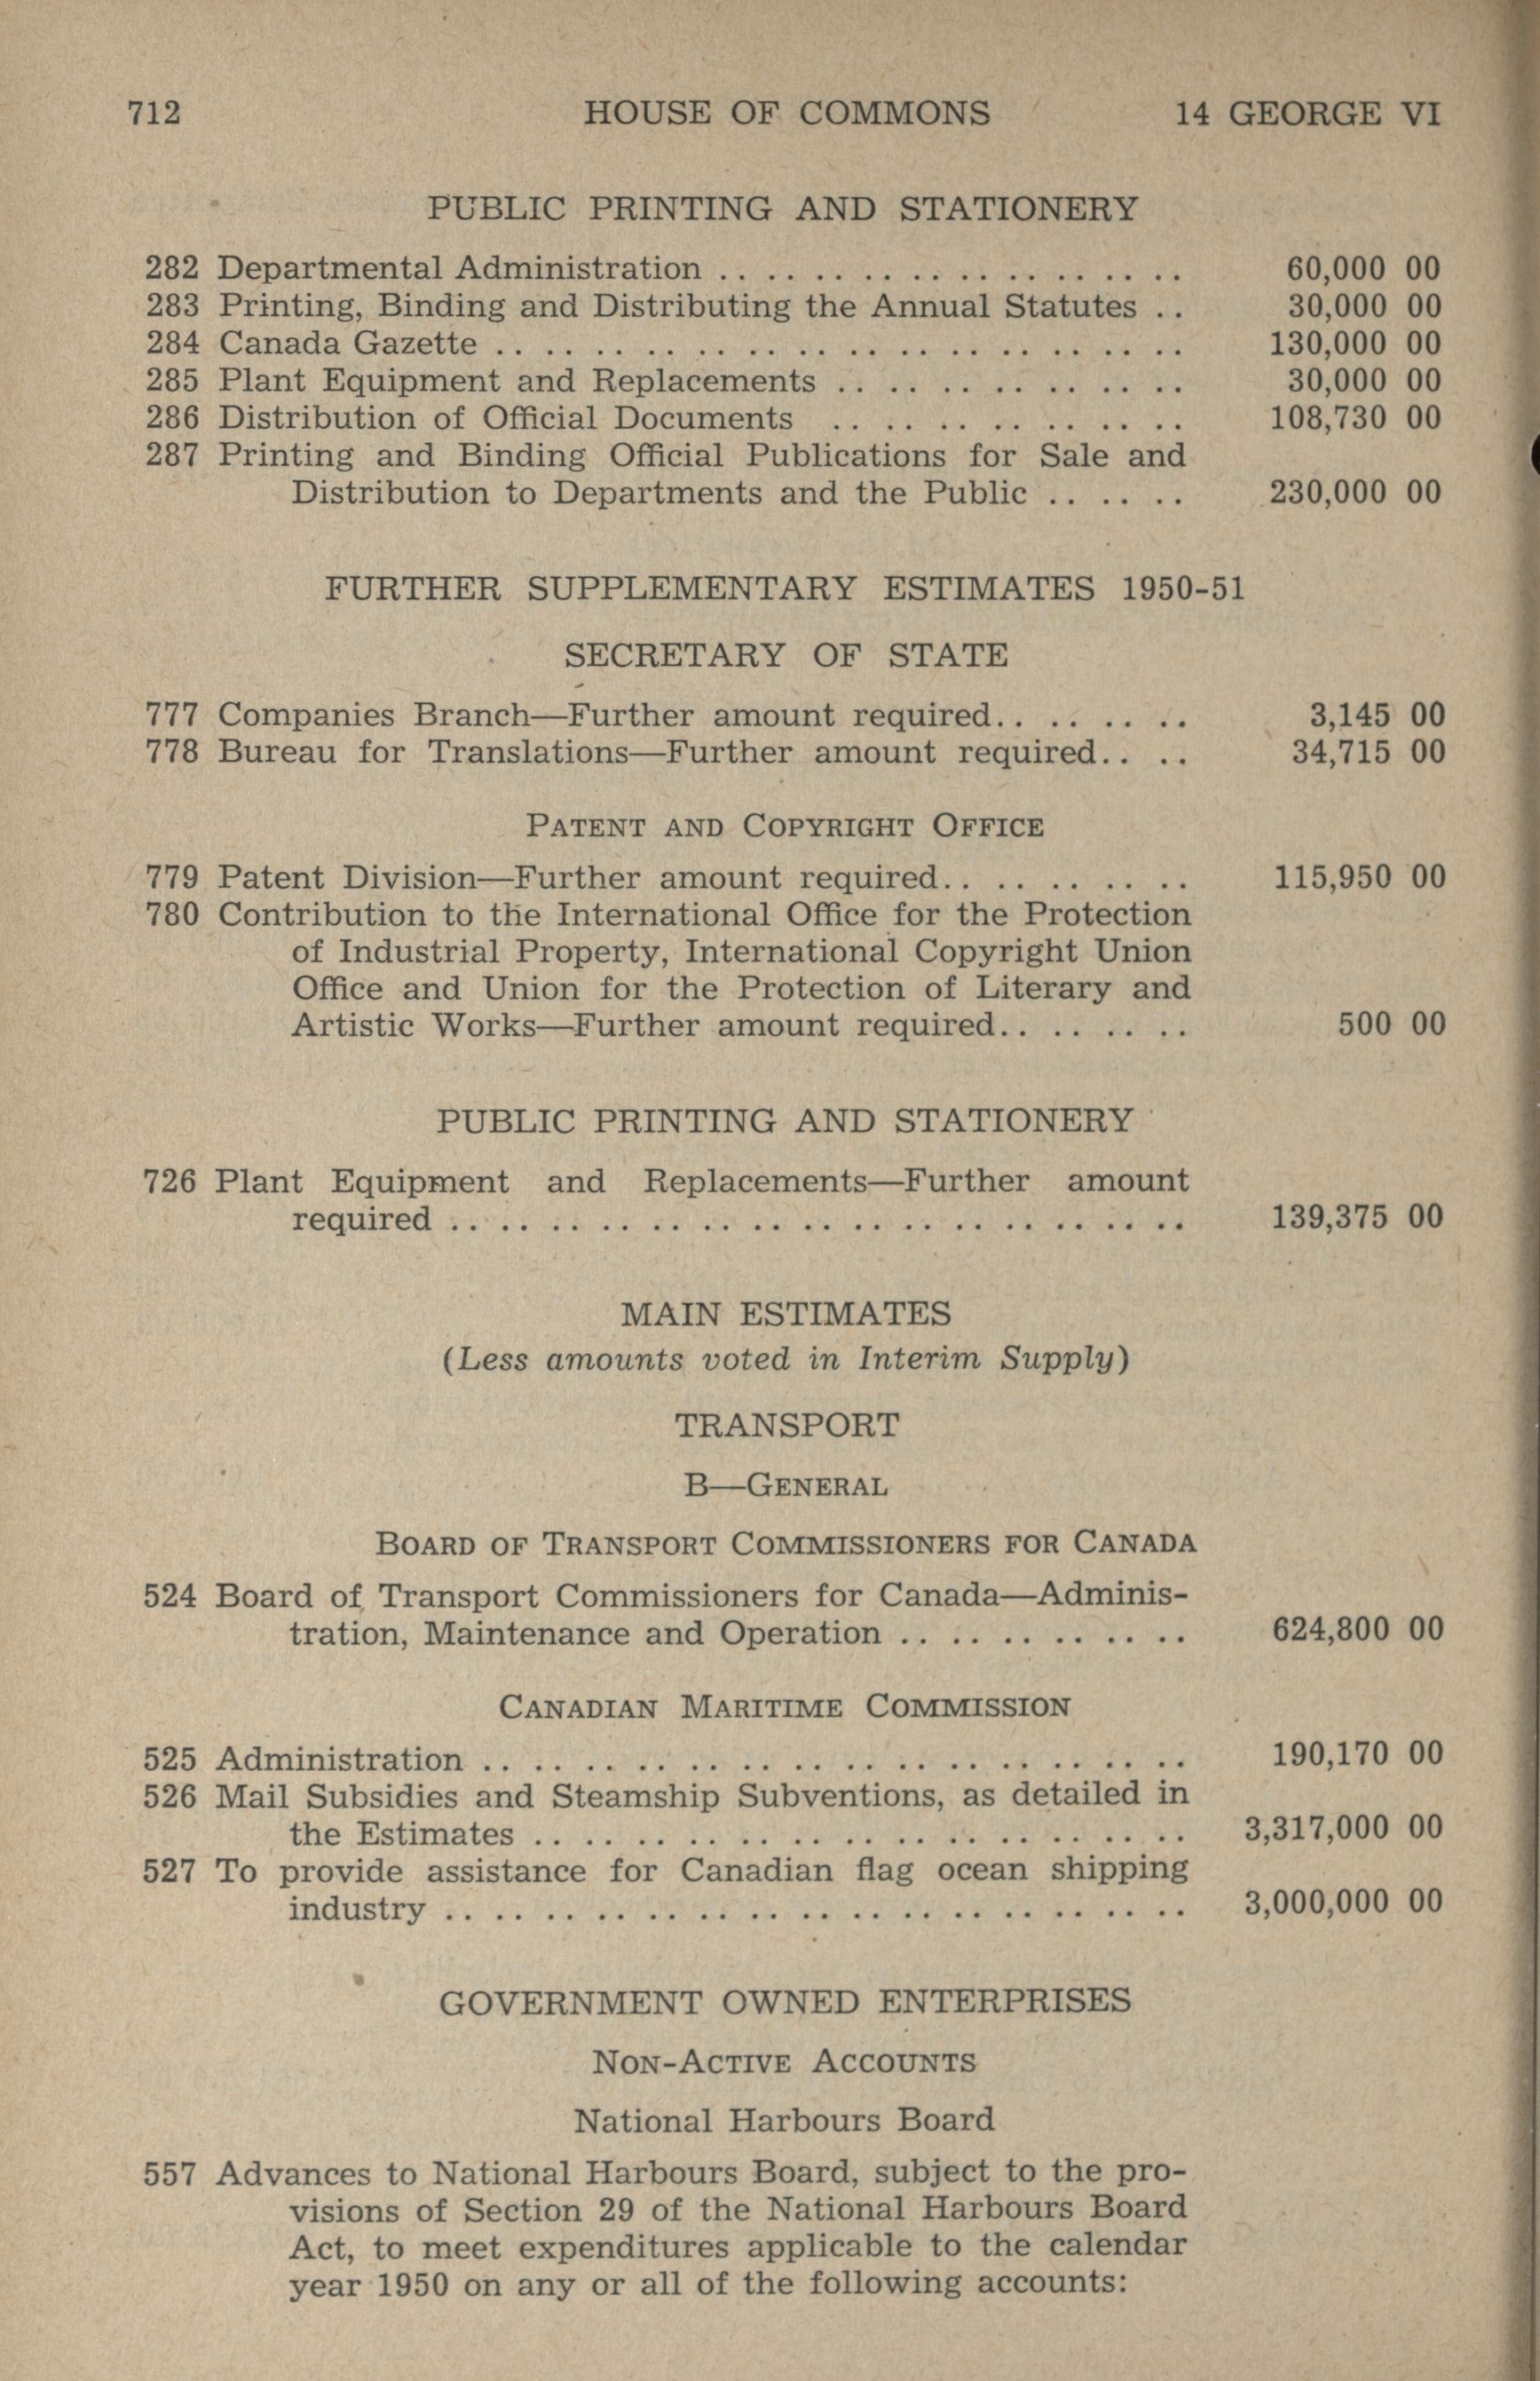 712 HOUSE OF COMMONS 14 GEORGE VI
PUBLIC PRINTING AND STATIONERY
282 Departmental Administration .. .. .. .. .. .. .. .. .. 60,000 00
283 Printing, Binding and Distributing the Annual Statutes .. 30,000 00
284 Canada Gazette .. .. .. .. .. .. .. .. .. .. .. .. .. .. 130,000 00
285 Plant Equipment and Replacements .. .. .. .. .. .. .. 30,000 00
286 Distribution of Official Documents .. .. .. .. .. .. .. 108,730 00
287 Printing and Binding Official Publications for Sale and
Distribution to Departments and the Public .. .. .. 230,000 00
FURTHER SUPPLEMENTARY ESTIMATES 1950-51
SECRETARY OF STATE
777 Companies Branch—Further amount required.. .. .. .. 3,145 00
778 Bureau for Translations—Further amount required.. .. 34,715 00
PATENT AND COPYRIGHT OFFICE
779 Patent Division—Further amount required.. .. .. .. .. 115,950 00
780 Contribution to the International Office for the Protection
of Industrial Property, International Copyright Union
Office and Union for the Protection of Literary and
Artistic Works—Further amount required.. .. .. .. 500 00
PUBLIC PRINTING AND STATIONERY
726 Plant Equipment and Replacements—Further amount
required .. .. .. .. .. .. .. .. .. .. .. .. .. .. .. 139,375 00
MAIN ESTIMATES
(Less amounts voted in Interim Supply)
TRANSPORT
B—GENERAL
BOARD OF TRANSPORT COMMISSIONERS FOR CANADA
524 Board of Transport Commissioners for Canada—Adminis-
tration, Maintenance and Operation .. .. .. .. .. .. 624,800 00
CANADIAN MARITIME COMMISSION
525 Administration .. .. .. .. .. .. .. .. .. .. .. .. .. .. 190,170 00
526 Mail Subsidies and Steamship Subventions, as detailed in
the Estimates .. .. .. .. .. .. .. .. .. .. .. .. .. 3,317,000 00
527 To provide assistance for Canadian flag ocean shipping
industry .. .. .. .. .. .. .. .. .. .. .. .. .. .. .. 3,000,000 00
GOVERNMENT OWNED ENTERPRISES
NON-ACTIVE ACCOUNTS
National Harbours Board
557 Advances to National Harbours Board, subject to the pro-
visions of Section 29 of the National Harbours Board
Act, to meet expenditures applicable to the calendar
year 1950 on any or all of the following accounts: